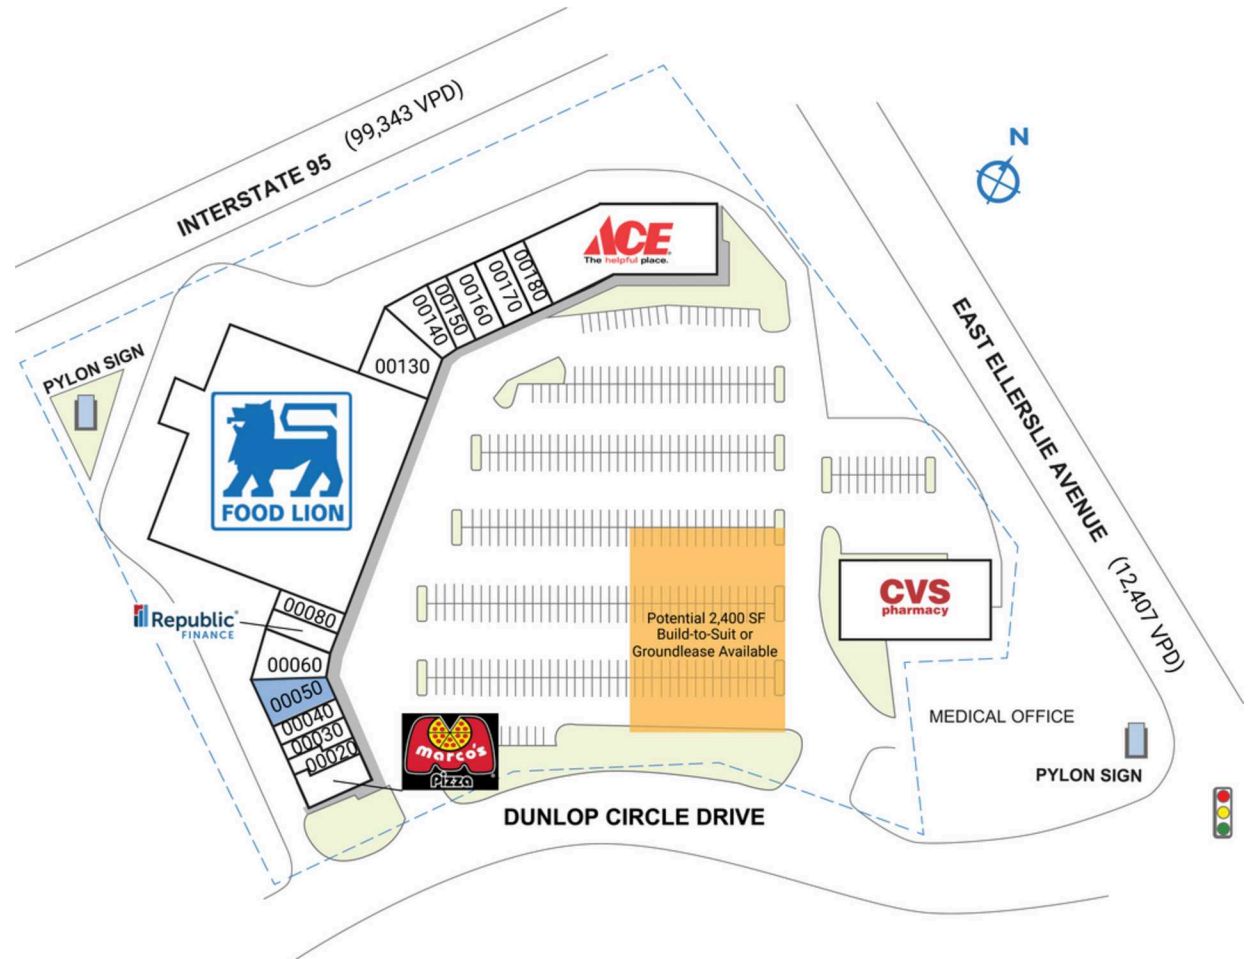 INTERSTATE 95 (99,343 VPD)
N
ACE
The helpful place.
00180
00170
00160
00150
00140
00130
PYLON SIGN
EAST ELLERSLIE AVENUE (12,407 VPD)
FOOD LION
CVS
pharmacy
00080
Republic
FINANCE
Potential 2,400 SF
Build-to-Suit or
Groundlease Available
00060
00050
00040
00030
00020
marco's
Pizza
MEDICAL OFFICE
PYLON SIGN
DUNLOP CIRCLE DRIVE